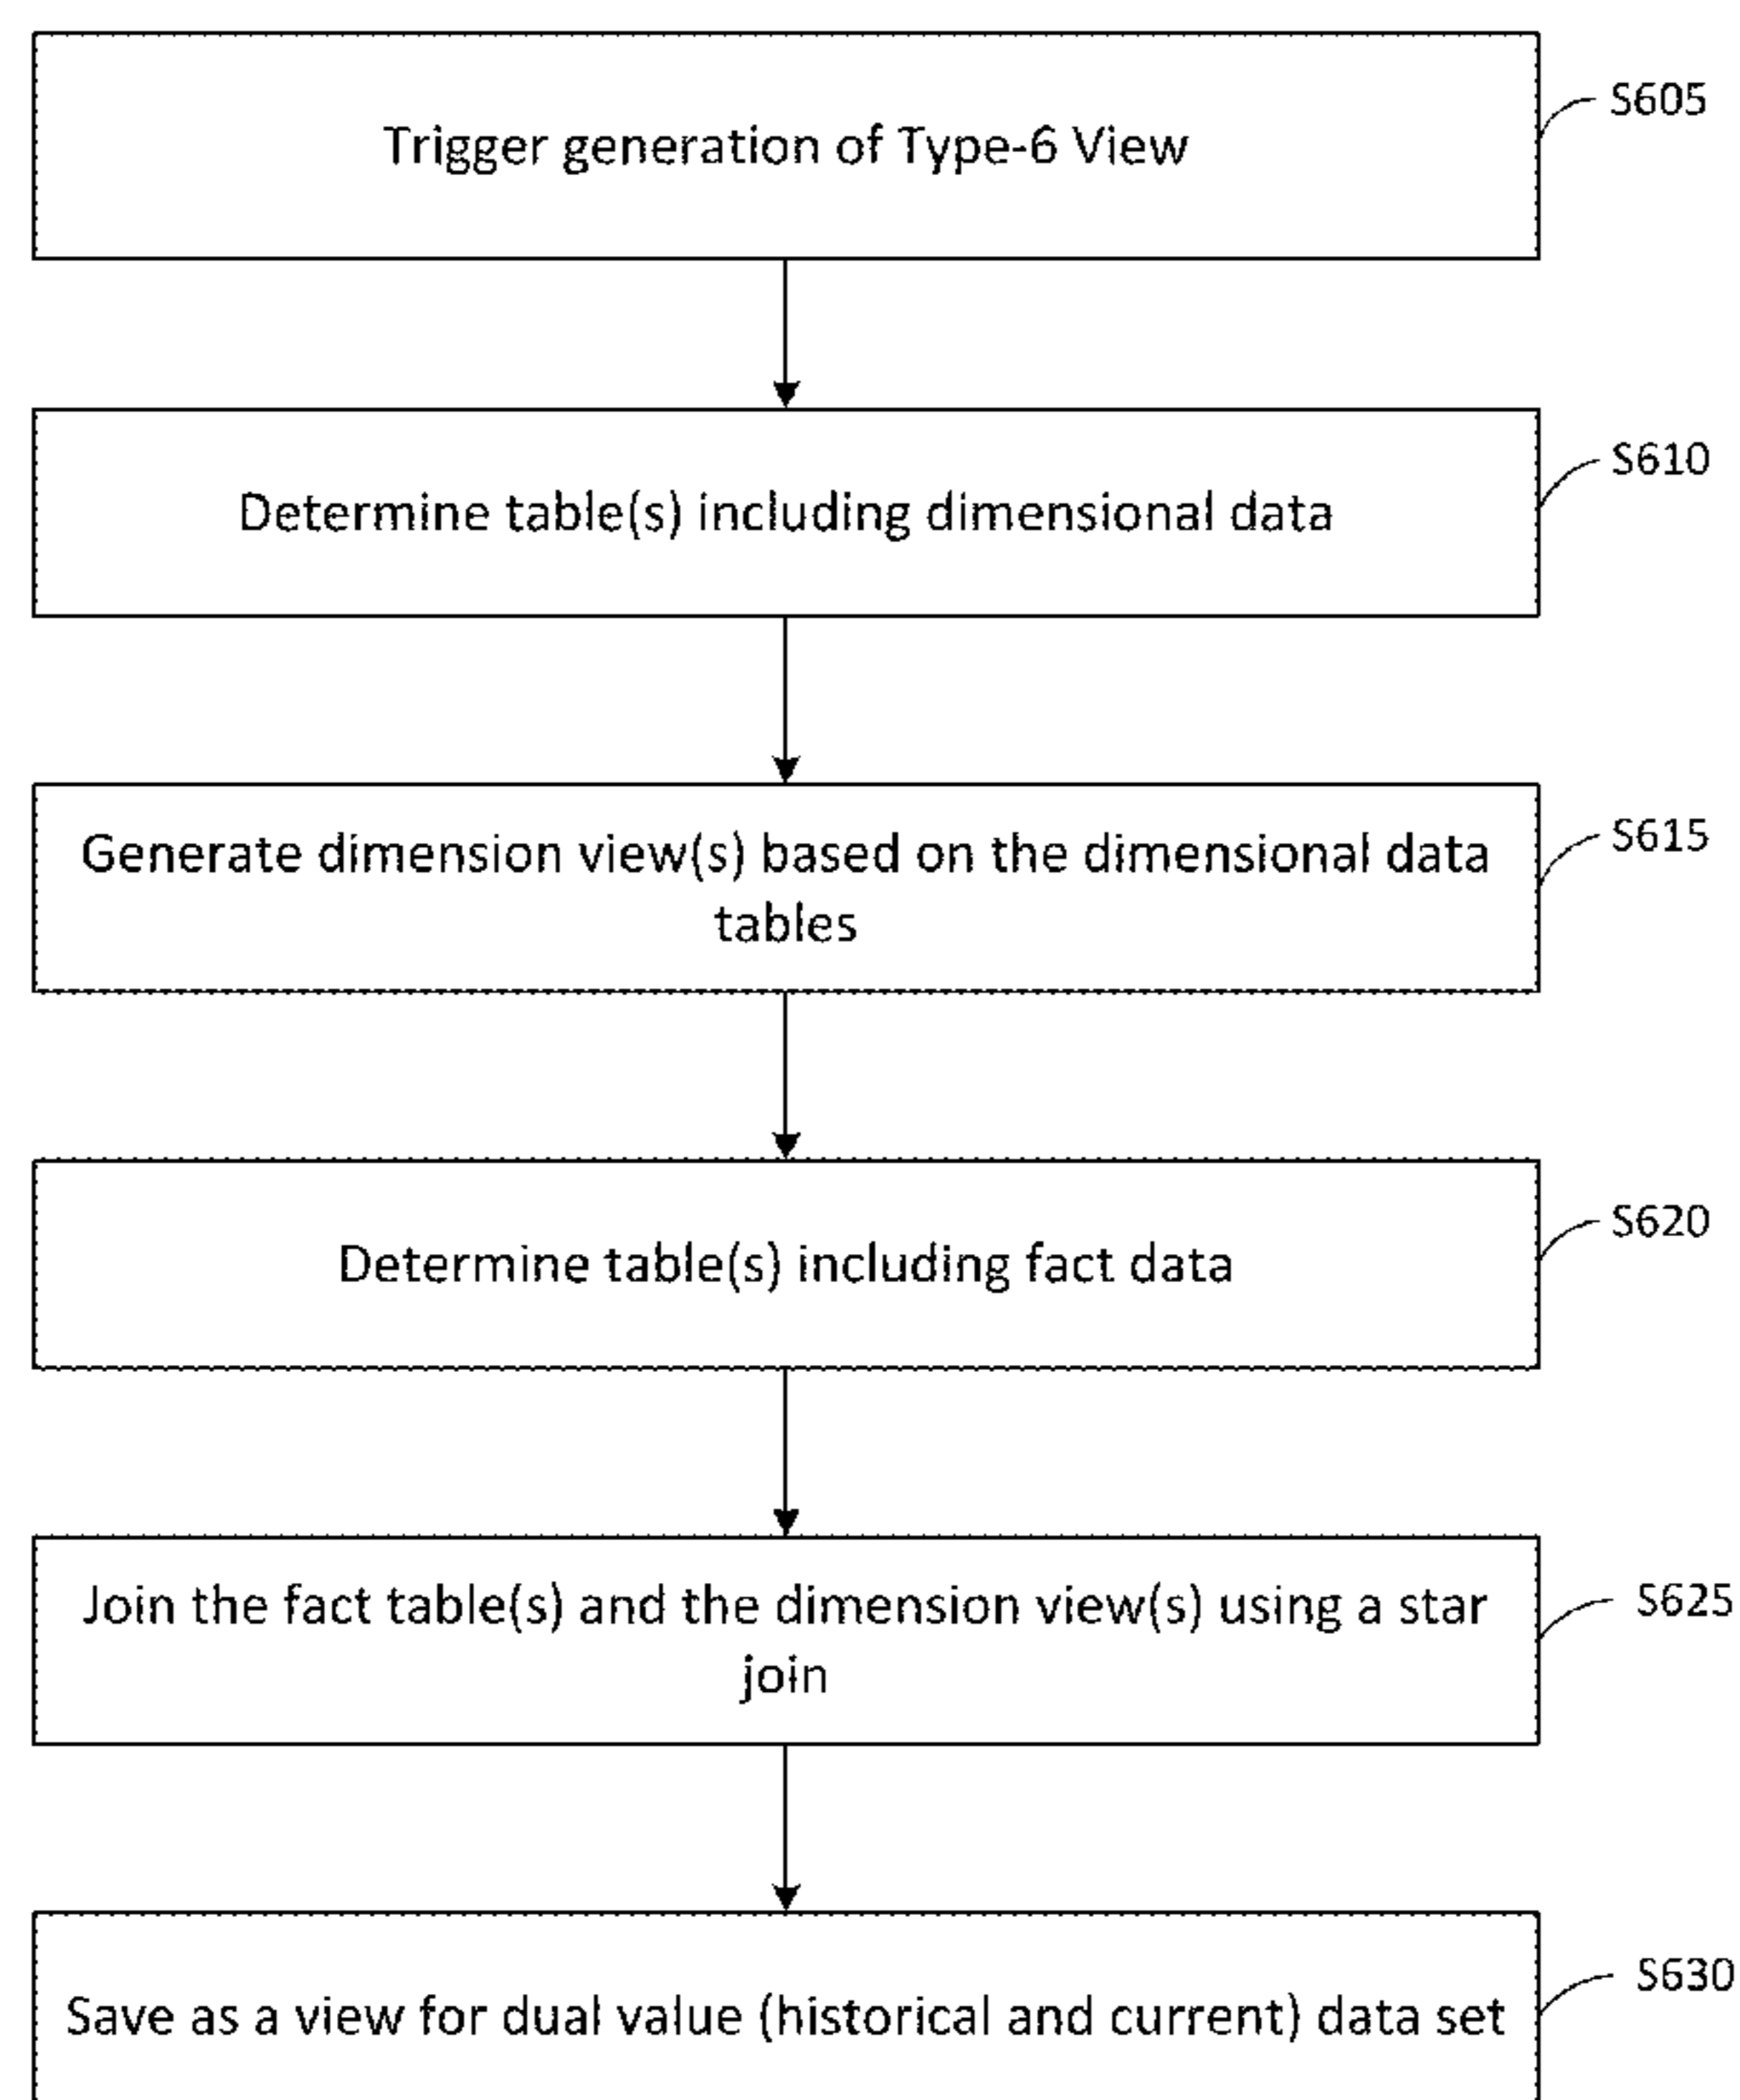 Trigger generation of Type-6 View
S605
Determine table(s) including dimensional data
S610
Generate dimension view(s) based on the dimensional data
tables
S615
Determine table(s) including fact data
S620
Join the fact table(s) and the dimension view(s) using a star
join
S625
Save as a view for dual value (historical and current) data set
S630